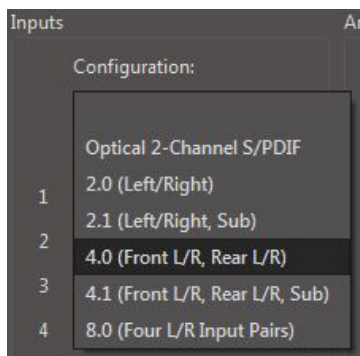 Inputs
Configuration:
Optical 2-Channel S/PDIF
1
2.0 (Left/Right)
2.1 (Left/Right, Sub)
2
4.0 (Front L/R, Rear L/R)
3
4.1 (Front L/R, Rear L/R, Sub)
4
8.0 (Four L/R Input Pairs)